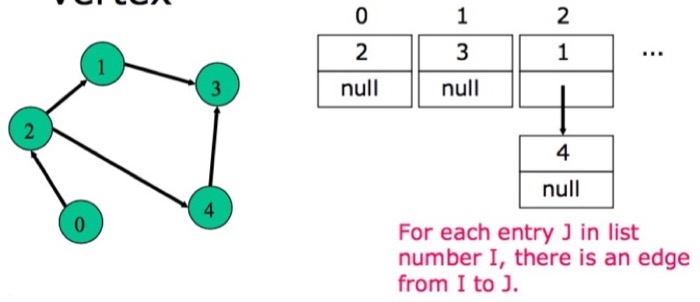 0 1 2
2 3 1 ...
null null
4
null
1
3
2
4
0
For each entry J in list
number I, there is an edge
from I to J.